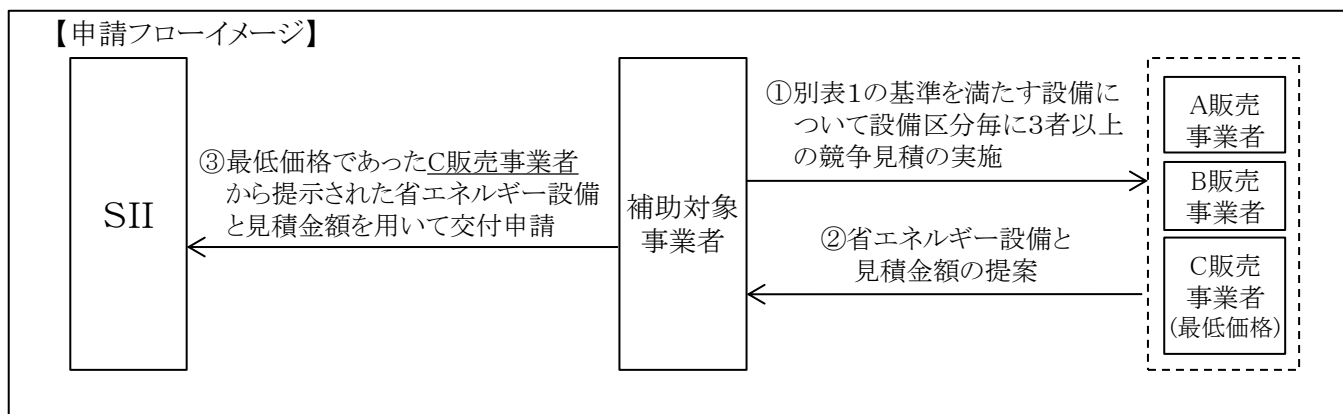 【申請フローイメージ】
SII
③最低価格であったC販売事業者
から提示された省エネルギー設備
と見積金額を用いて交付申請
補助対象
事業者
①別表1の基準を満たす設備に
ついて設備区分毎に3者以上
の競争見積の実施
②省エネルギー設備と
見積金額の提案
A販売
事業者
B販売
事業者
C販売
事業者
(最低価格)